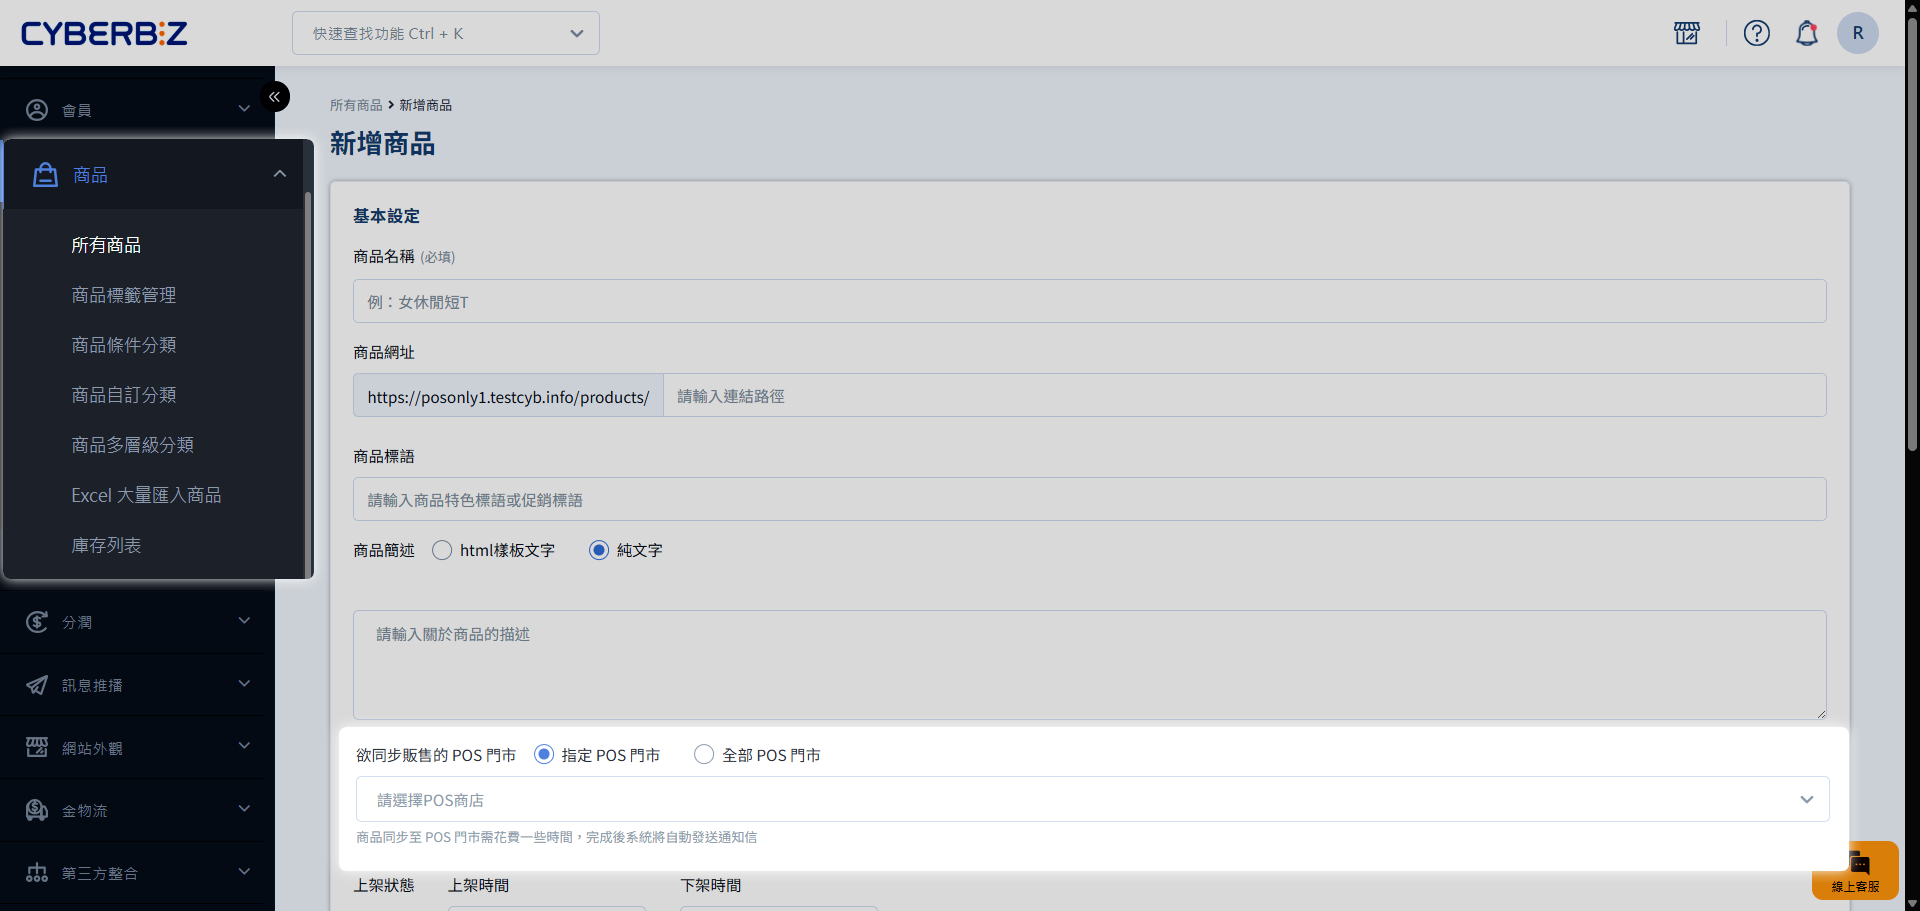 CYBERBIZ
快速查找功能 Ctrl + K
R
會員
商品
所有商品
商品標籤管理
商品條件分類
商品自訂分類
商品多層級分類
Excel 大量匯入商品
庫存列表
分潤
訊息推播
網站外觀
金物流
第三方整合
所有商品 > 新增商品
新增商品
基本設定
商品名稱 (必填)
例：女休閒短T
商品網址
https://posonly1.testcyb.info/products/ 請輸入連結路徑
商品標語
請輸入商品特色標語或促銷標語
商品簡述 html樣板文字 純文字
請輸入關於商品的描述
欲同步販售的 POS 門市 指定 POS 門市 全部 POS 門市
請選擇POS商店
商品同步至 POS 門市需花費一些時間，完成後系統將自動發送通知信
上架狀態 上架時間 下架時間
線上客服